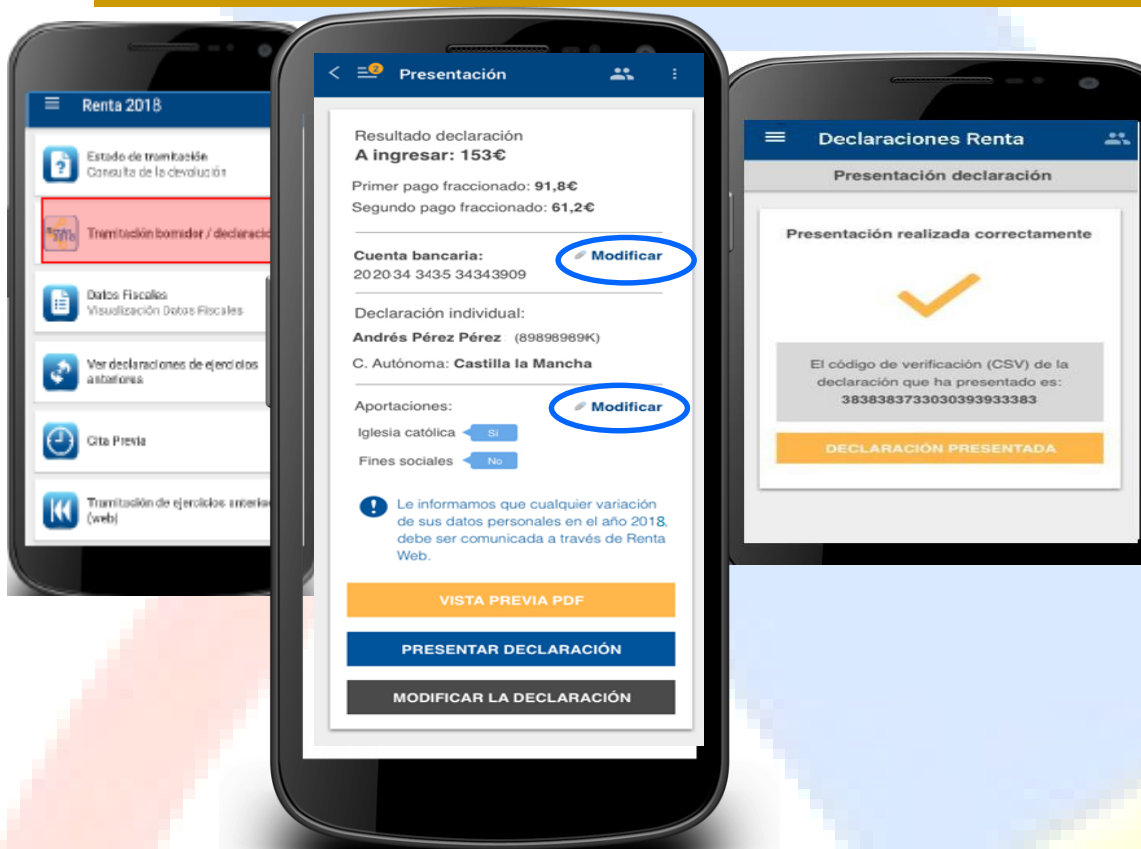 Renta 2018
Estado de tramitación
Consulta de la devolución
Tramitación borrador / declaració
Datos Fiscales
Visualización Datos Fiscales
Ver declaraciones de ejercicios
anteriores
Cita Previa
Tramitación de ejercicios anterior
(web)
2
Presentación
Resultado declaración
A ingresar: 153€
Primer pago fraccionado: 91,8€
Segundo pago fraccionado: 61,2€
Cuenta bancaria: Modificar
202034 3435 34343909
Declaración individual:
Andrés Pérez Pérez (89898989K)
C. Autónoma: Castilla la Mancha
Aportaciones: Modificar
Iglesia católica Si
Fines sociales No
Le informamos que cualquier variación
de sus datos personales en el año 2018,
debe ser comunicada a través de Renta
Web.
VISTA PREVIA PDF
PRESENTAR DECLARACIÓN
MODIFICAR LA DECLARACIÓN
Declaraciones Renta
Presentación declaración
Presentación realizada correctamente
El código de verificación (CSV) de la
declaración que ha presentado es:
3838383733030393933383
DECLARACIÓN PRESENTADA